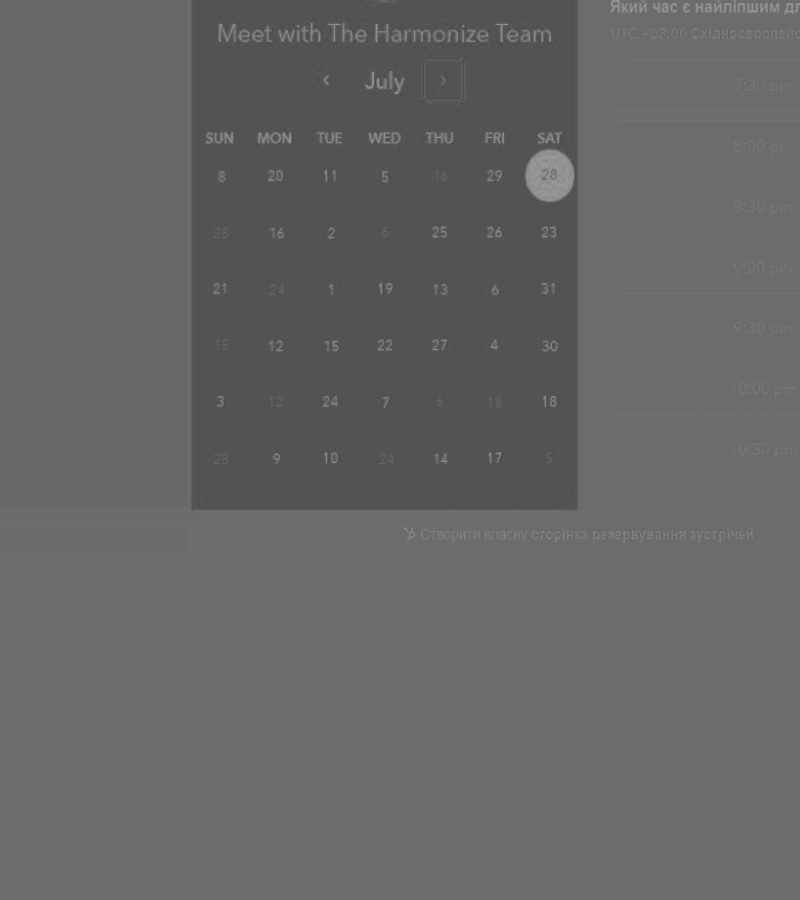 Який час є найліпшим дл
Meet with The Harmonize Team
UTC +03:00 Східноєвропейс
‹ July ›
7:30 pm
SUN MON TUE WED THU FRI SAT
8:00 pm
8 20 11 5 16 29 28
8:30 pm
28 16 2 6 25 26 23
9:00 pm
21 24 1 19 13 6 31
9:30 pm
15 12 15 22 27 4 30
10:00 pm
3 12 24 7 6 18 18
10:30 pm
28 9 10 24 14 17 5
Створити власну сторінка резервування зустрічей